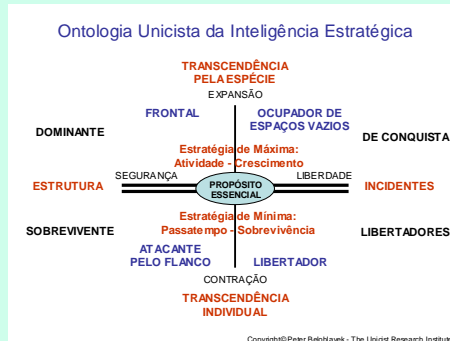 Ontologia Unicista da Inteligência Estratégica
TRANSCENDÊNCIA
PELA ESPÉCIE
EXPANSÃO
FRONTAL
OCUPADOR DE
ESPAÇOS VAZIOS
DOMINANTE
DE CONQUISTA
Estratégia de Máxima:
Atividade - Crescimento
SEGURANÇA
LIBERDADE
ESTRUTURA
PROPÓSITO
ESSENCIAL
INCIDENTES
Estratégia de Mínima:
Passatempo - Sobrevivência
SOBREVIVENTE
LIBERTADORES
ATACANTE
PELO FLANCO
LIBERTADOR
CONTRAÇÃO
TRANSCENDÊNCIA
INDIVIDUAL
Copyright© Peter Belohlavek - The Unicist Research Institute